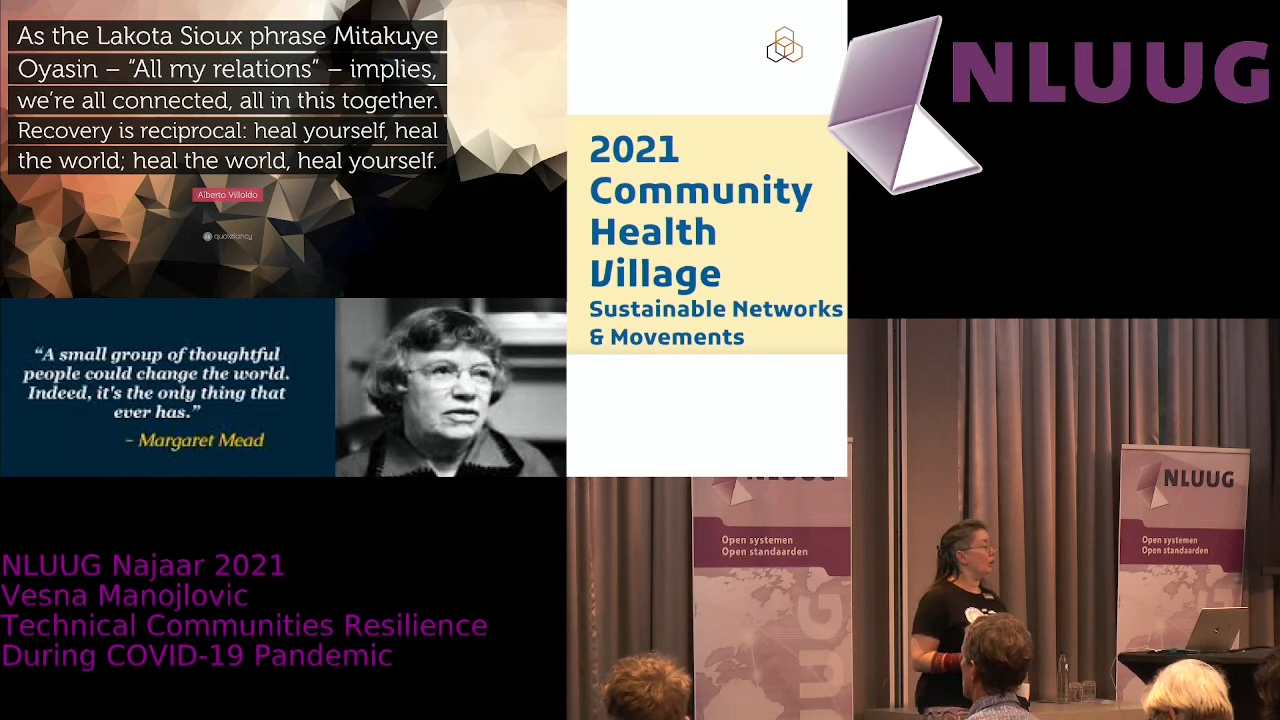 As the Lakota Sioux phrase Mitakuye
Oyasin – “All my relations” – implies,
we’re all connected, all in this together.
Recovery is reciprocal: heal yourself, heal
the world; heal the world, heal yourself.
Alberto Villoldo
quotefancy
“A small group of thoughtful
people could change the world.
Indeed, it's the only thing that
ever has.”
– Margaret Mead
2021
Community
Health
Village
Sustainable Networks
& Movements
NLUUG
NLUUG
Open systemen
Open standaarden
NLUUG
Open systemen
Open standaarden
NLUUG Najaar 2021
Vesna Manojlovic
Technical Communities Resilience
During COVID-19 Pandemic